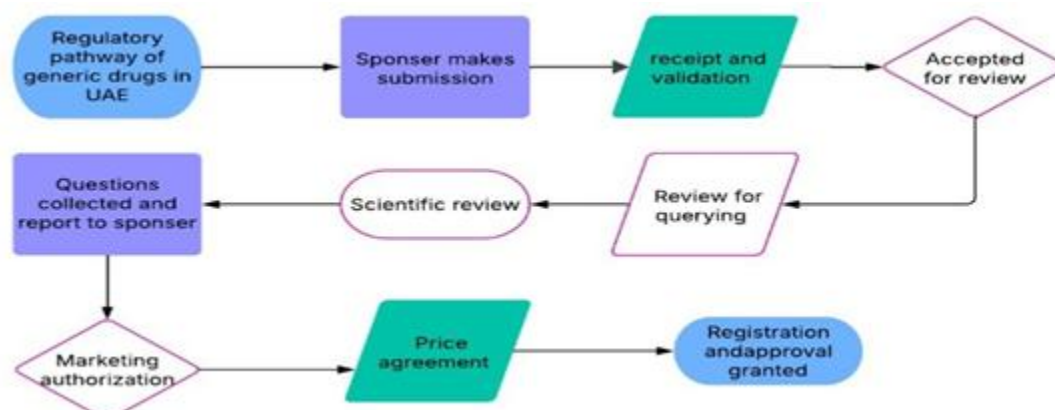 Regulatory
pathway of
generic drugs in
UAE
Sponser makes
submission
receipt and
validation
Accepted
for review
Review for
querying
Scientific review
Questions
collected and
report to sponser
Marketing
authorization
Price
agreement
Registration
andapproval
granted